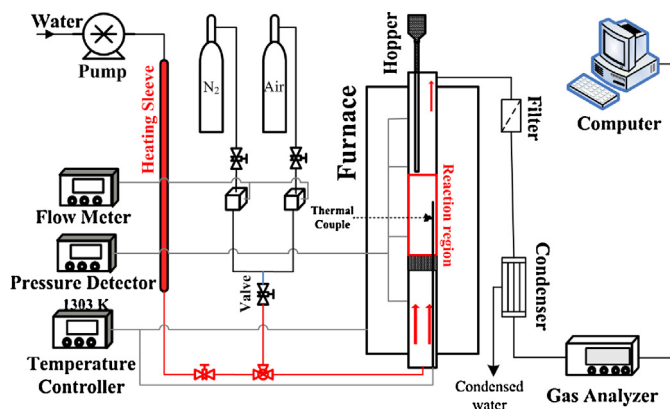 Water
Pump
Heating Sleeve
N2
Air
Hopper
Furnace
Filter
Computer
Reaction region
Thermal
Couple
Flow Meter
Pressure Detector
Valve
Condenser
1303 K
Temperature
Controller
Condensed
water
Gas Analyzer